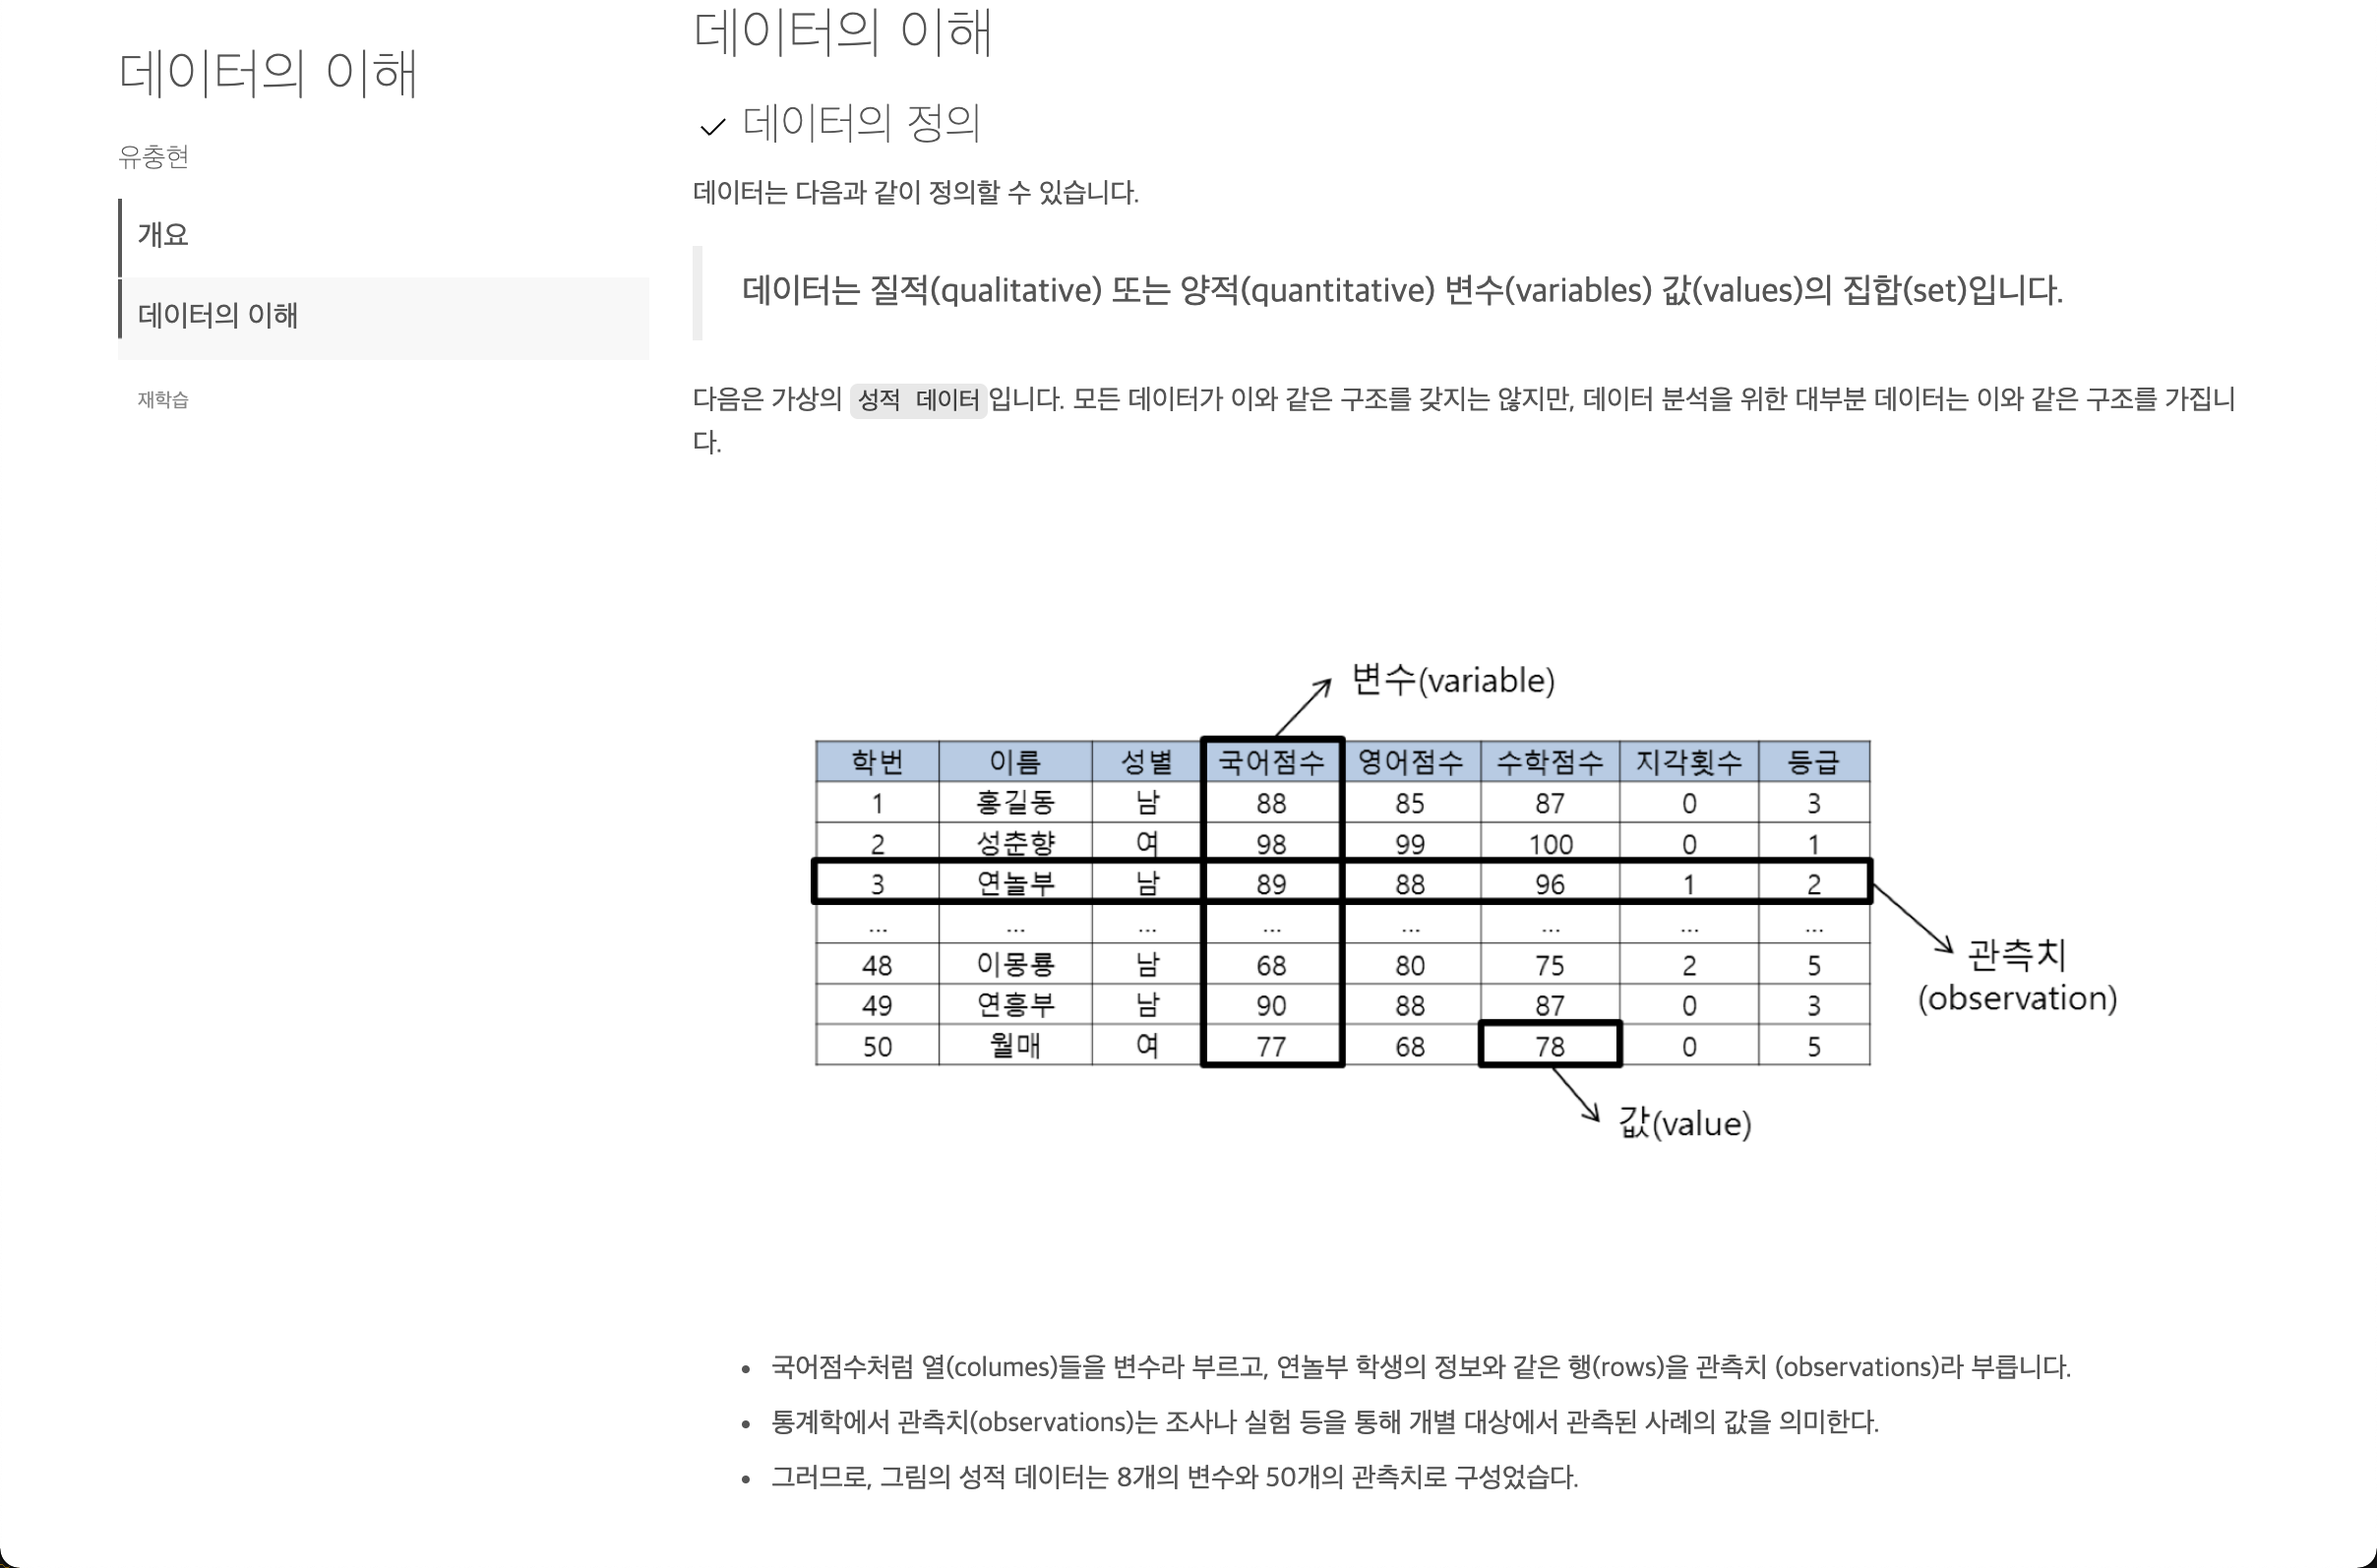 데이터의 이해
유충현
개요
데이터의 이해
재학습
데이터의 이해
✓ 데이터의 정의
데이터는 다음과 같이 정의할 수 있습니다.
데이터는 질적(qualitative) 또는 양적(quantitative) 변수(variables) 값(values)의 집합(set)입니다.
다음은 가상의 성적 데이터입니다. 모든 데이터가 이와 같은 구조를 갖지는 않지만, 데이터 분석을 위한 대부분 데이터는 이와 같은 구조를 가집니
다.
변수(variable)
학번 이름 성별 국어점수 영어점수 수학점수 지각횟수 등급
1 홍길동 남 88 85 87 0 3
2 성춘향 여 98 99 100 0 1
3 연놀부 남 89 88 96 1 2
... ... ... ... ... ... ... ...
48 이몽룡 남 68 80 75 2 5
49 연흥부 남 90 88 87 0 3
50 월매 여 77 68 78 0 5
관측치
(observation)
값(value)
• 국어점수처럼 열(columes)들을 변수라 부르고, 연놀부 학생의 정보와 같은 행(rows)을 관측치 (observations)라 부릅니다.
• 통계학에서 관측치(observations)는 조사나 실험 등을 통해 개별 대상에서 관측된 사례의 값을 의미한다.
• 그러므로, 그림의 성적 데이터는 8개의 변수와 50개의 관측치로 구성었습다.